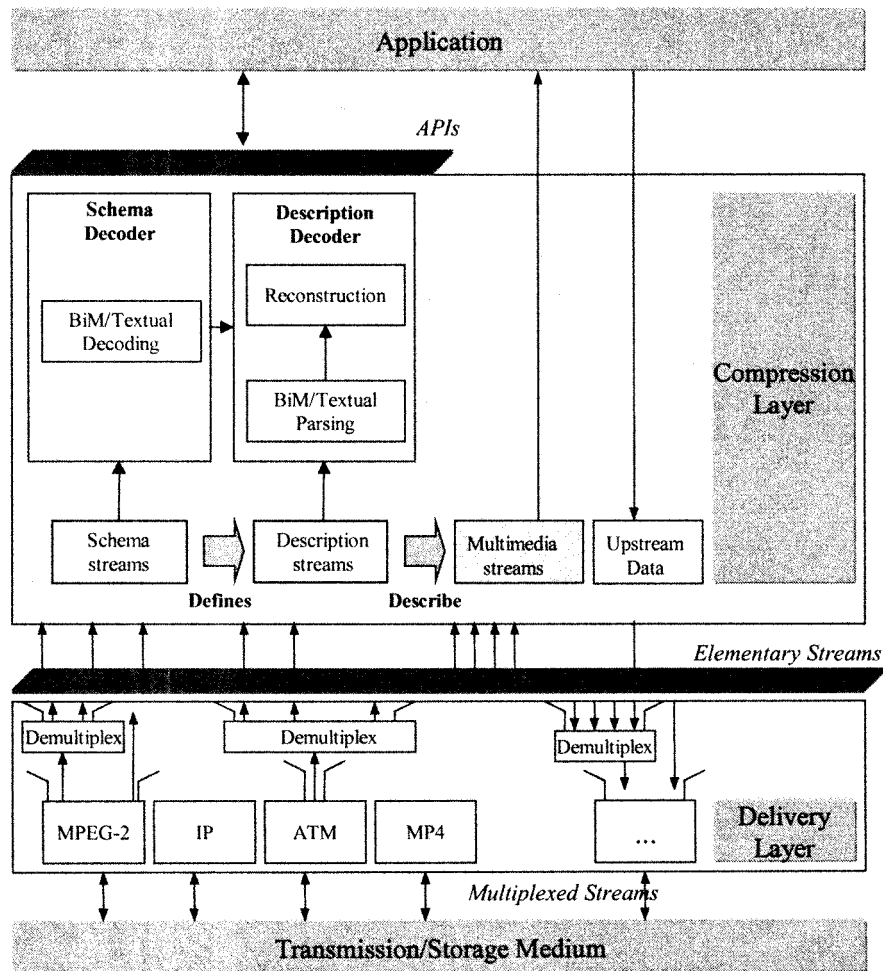 Application
APIs
Schema
Decoder
Description
Decoder
Reconstruction
BiM/Textual
Decoding
BiM/Textual
Parsing
Compression
Layer
Schema
streams
Description
streams
Multimedia
streams
Upstream
Data
Defines
Describe
Elementary Streams
Demultiplex
Demultiplex
Demultiplex
MPEG-2
IP
ATM
MP4
...
Delivery
Layer
Multiplexed Streams
Transmission/Storage Medium